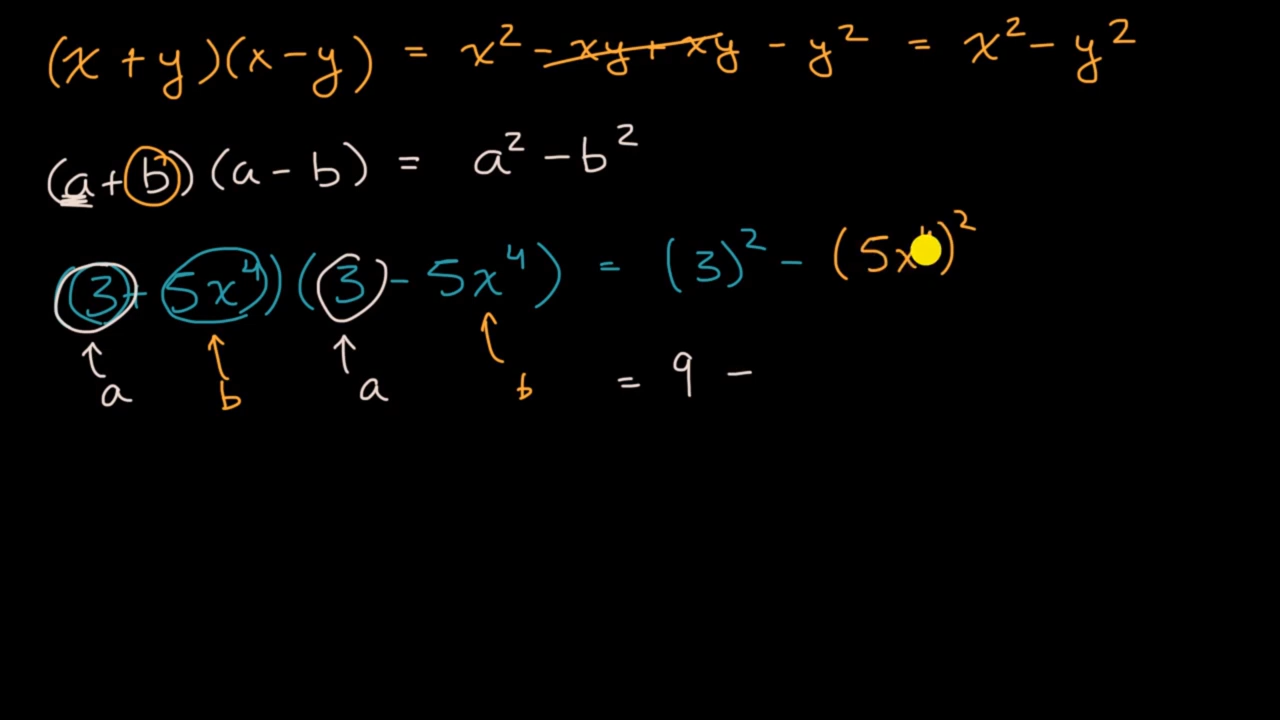 (x + y)(x - y) = x² - xy + xy - y² = x² - y²
(a + b)(a - b) = a² - b²
(3 + 5x⁴)(3 - 5x⁴) = (3)² - (5x⁴)²
a b a b = 9 -